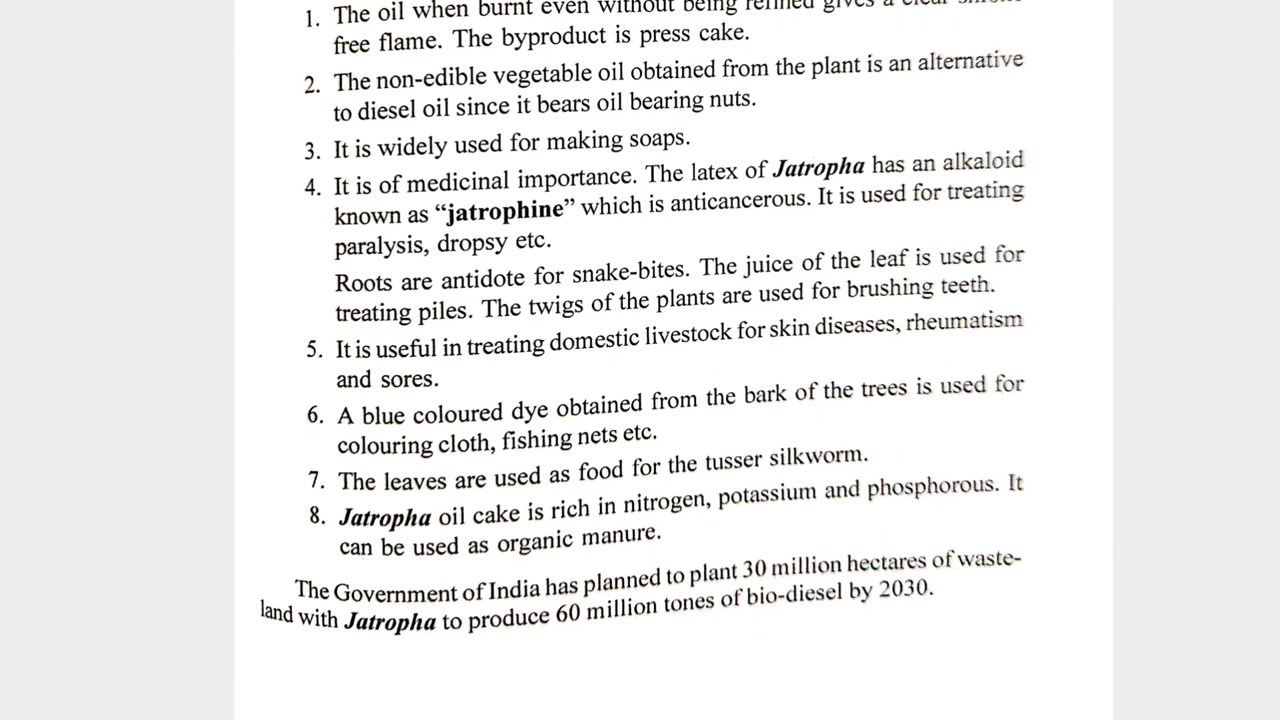 1. The oil when burnt even without being refined gives a clear smoke
free flame. The byproduct is press cake.
2. The non-edible vegetable oil obtained from the plant is an alternative
to diesel oil since it bears oil bearing nuts.
3. It is widely used for making soaps.
4. It is of medicinal importance. The latex of Jatropha has an alkaloid
known as “jatrophine” which is anticancerous. It is used for treating
paralysis, dropsy etc.
Roots are antidote for snake-bites. The juice of the leaf is used for
treating piles. The twigs of the plants are used for brushing teeth.
5. It is useful in treating domestic livestock for skin diseases, rheumatism
and sores.
6. A blue coloured dye obtained from the bark of the trees is used for
colouring cloth, fishing nets etc.
7. The leaves are used as food for the tusser silkworm.
8. Jatropha oil cake is rich in nitrogen, potassium and phosphorous. It
can be used as organic manure.
The Government of India has planned to plant 30 million hectares of waste-
land with Jatropha to produce 60 million tones of bio-diesel by 2030.